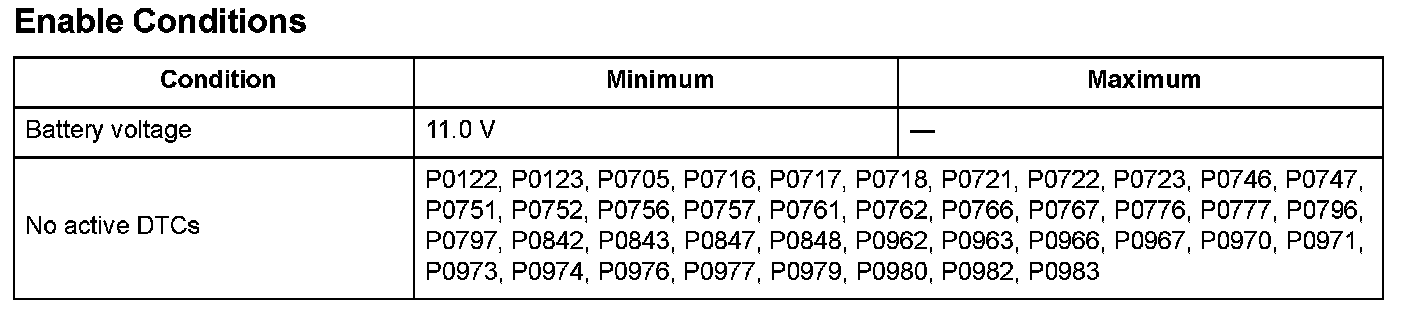 Enable Conditions
Condition Minimum Maximum
Battery voltage 11.0 V —
No active DTCs
P0122, P0123, P0705, P0716, P0717, P0718, P0721, P0722, P0723, P0746, P0747,
P0751, P0752, P0756, P0757, P0761, P0762, P0766, P0767, P0776, P0777, P0796,
P0797, P0842, P0843, P0847, P0848, P0962, P0963, P0966, P0967, P0970, P0971,
P0973, P0974, P0976, P0977, P0979, P0980, P0982, P0983